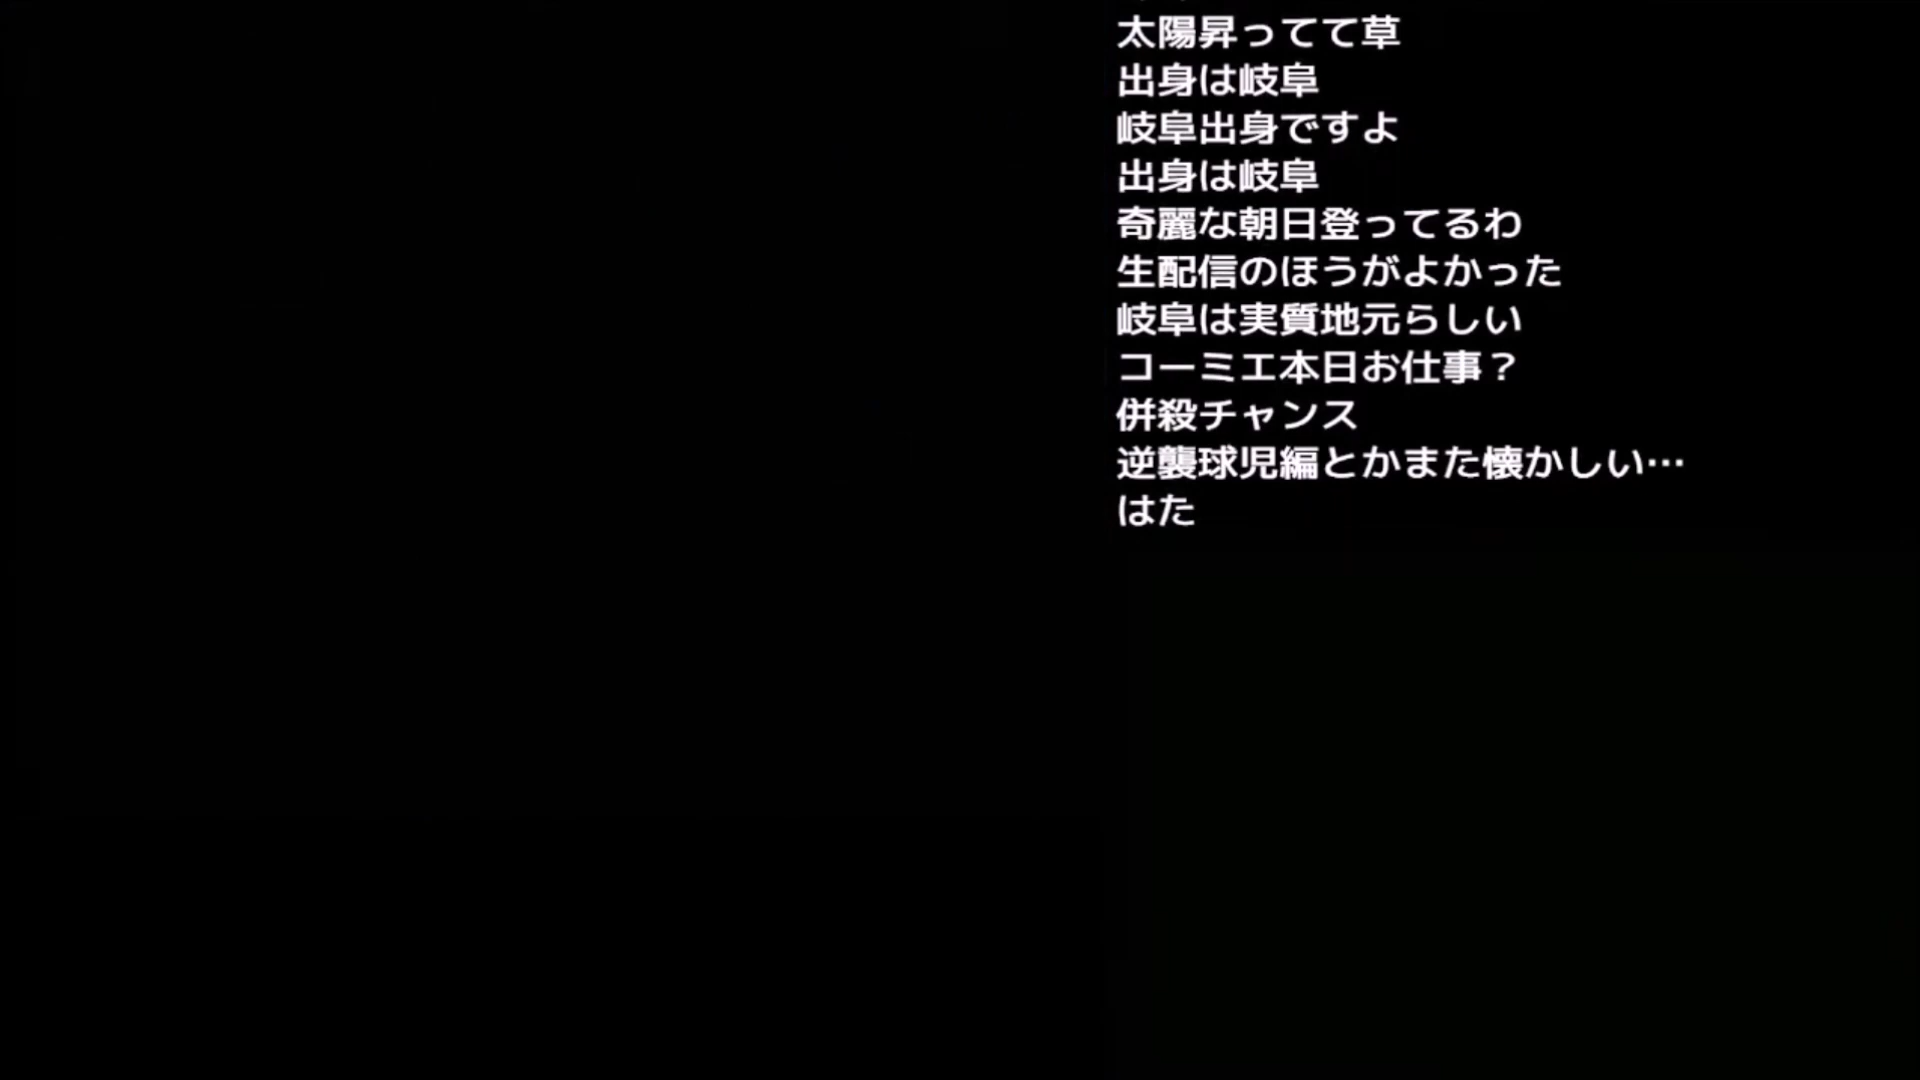 太陽昇ってて草
出身は岐阜
岐阜出身ですよ
出身は岐阜
奇麗な朝日登ってるわ
生配信のほうがよかった
岐阜は実質地元らしい
コーミエ本日お仕事？
併殺チャンス
逆襲球児編とかまた懐かしい…
はた